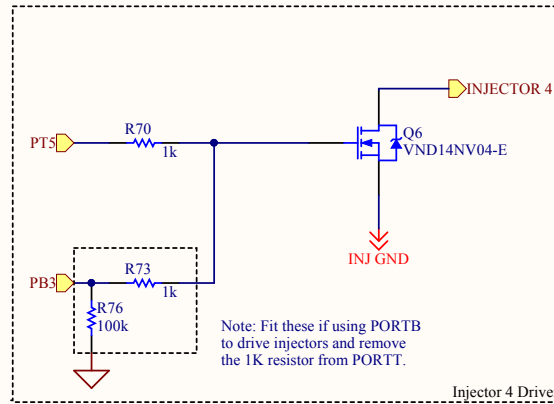 INJECTOR 4
Q6
VND14NV04-E
R70
PT5
1k
INJ GND
R73
PB3
1k
R76
100k
Note: Fit these if using PORTB
to drive injectors and remove
the 1K resistor from PORTT.
Injector 4 Drive